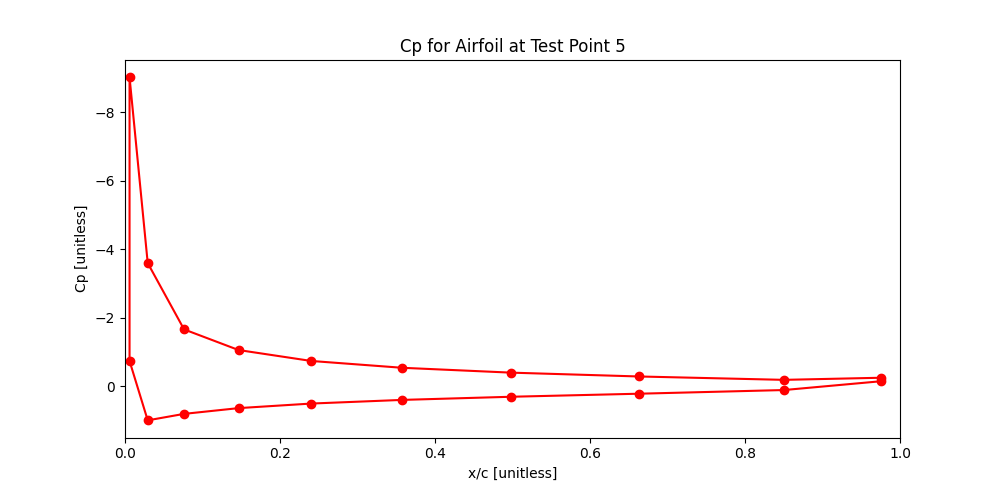 Cp for Airfoil at Test Point 5
−8
−6
−4
−2
0
Cp [unitless]
0.0 0.2 0.4 0.6 0.8 1.0
x/c [unitless]